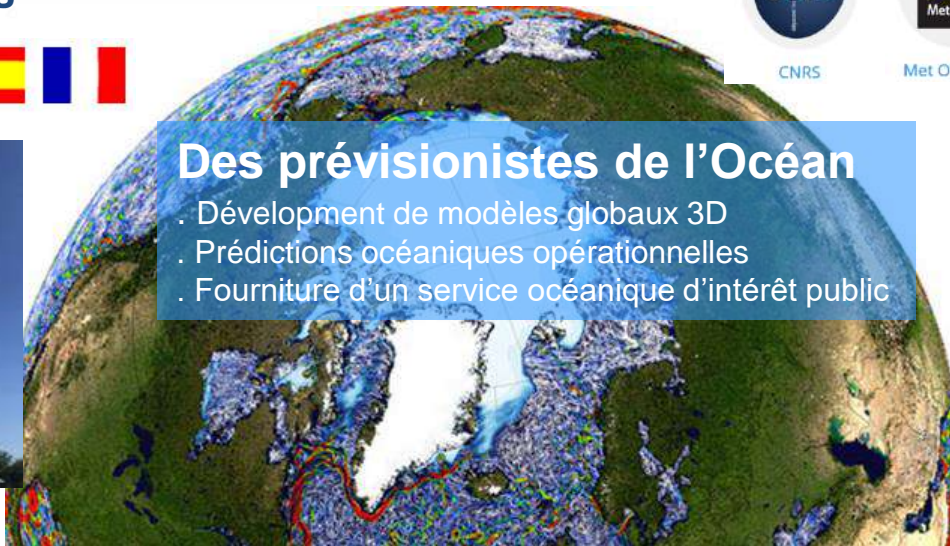 CNRS
Met O
Met
Des prévisionistes de l'Océan
. Dévelopment de modèles globaux 3D
. Prédictions océaniques opérationnelles
. Fourniture d'un service océanique d'intérêt public